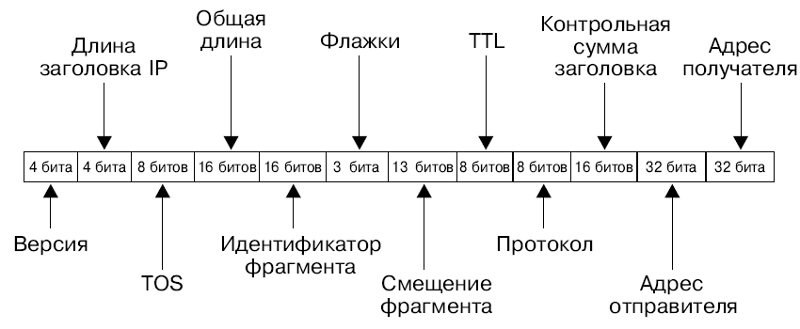 Общая
длина
Длина
заголовка IP
Флажки
TTL
Контрольная
сумма
заголовка
Адрес
получателя
4 бита 4 бита 8 битов 16 битов 16 битов 3 бита 13 битов 8 битов 8 битов 16 битов 32 бита 32 бита
Версия
TOS
Идентификатор
фрагмента
Смещение
фрагмента
Протокол
Адрес
отправителя